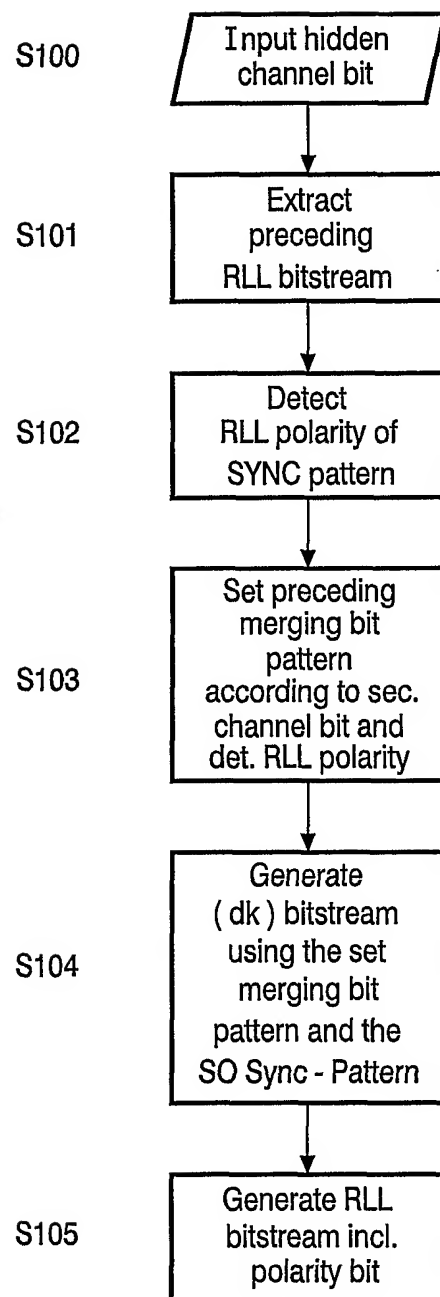 S100
Input hidden
channel bit
S101
Extract
preceding
RLL bitstream
S102
Detect
RLL polarity of
SYNC pattern
S103
Set preceding
merging bit
pattern
according to sec.
channel bit and
det. RLL polarity
S104
Generate
( dk ) bitstream
using the set
merging bit
pattern and the
SO Sync - Pattern
S105
Generate RLL
bitstream incl.
polarity bit